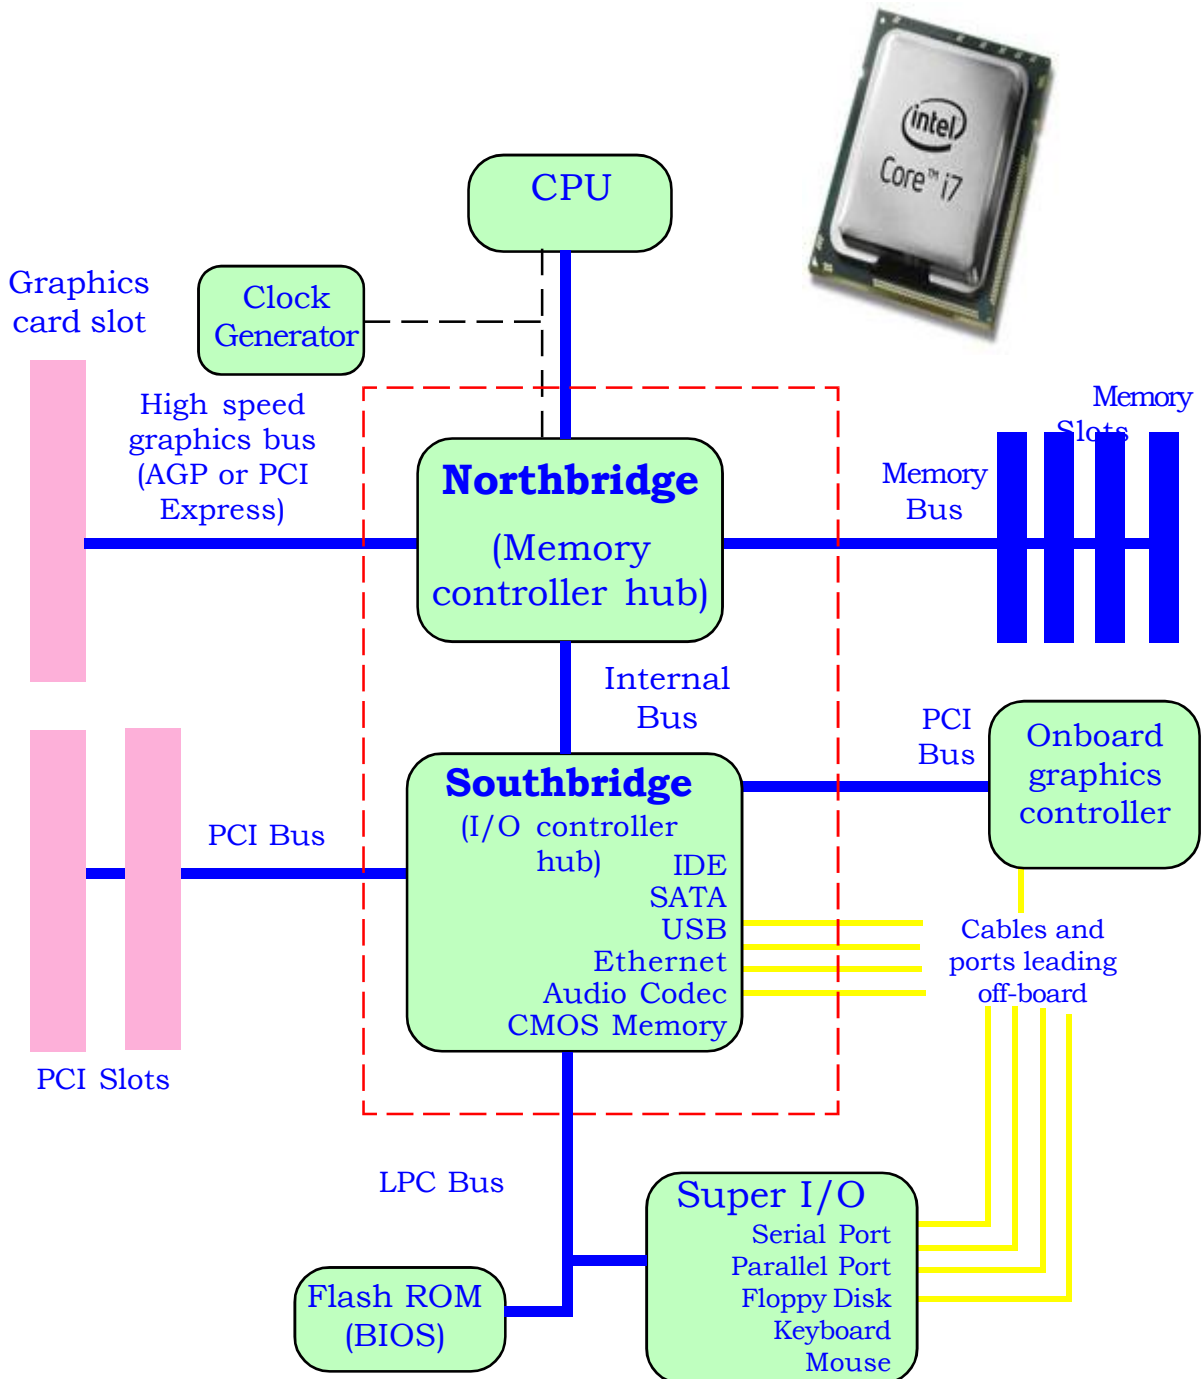 intel
Core™ i7
CPU
Graphics
card slot
Clock
Generator
High speed
graphics bus
(AGP or PCI
Express)
Northbridge
(Memory
controller hub)
Memory
Slots
Memory
Bus
Internal
Bus
PCI
Bus
Onboard
graphics
controller
Southbridge
(I/O controller
hub)
IDE
SATA
USB
Ethernet
Audio Codec
CMOS Memory
PCI Bus
PCI Slots
Cables and
ports leading
off-board
LPC Bus
Super I/O
Serial Port
Parallel Port
Floppy Disk
Keyboard
Mouse
Flash ROM
(BIOS)